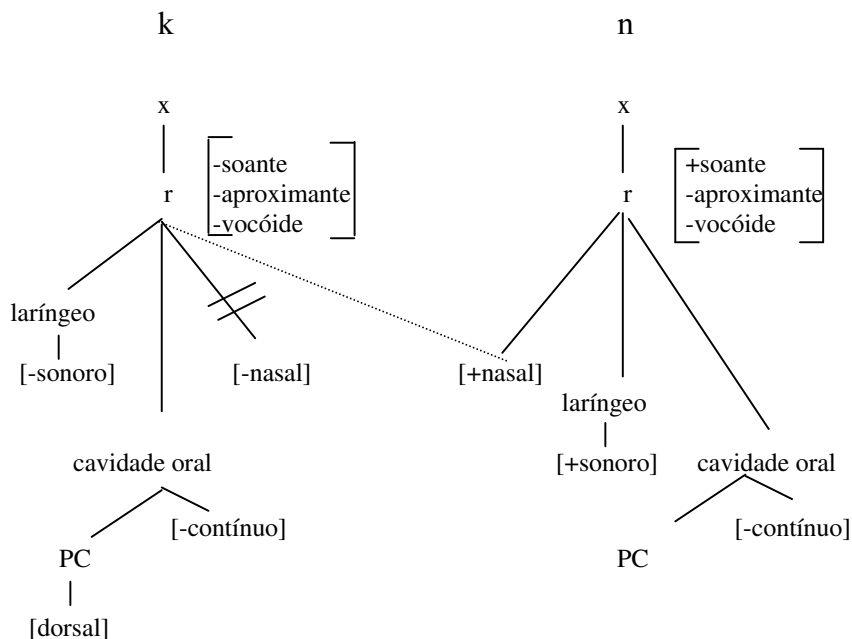 k n
x x
-soante +soante
r -aproximante r -aproximante
-vocóide -vocóide
laríngeo
[-sonoro] [-nasal] [+nasal]
laríngeo
cavidade oral [+sonoro] cavidade oral
[-contínuo] [-contínuo]
PC PC
[dorsal]